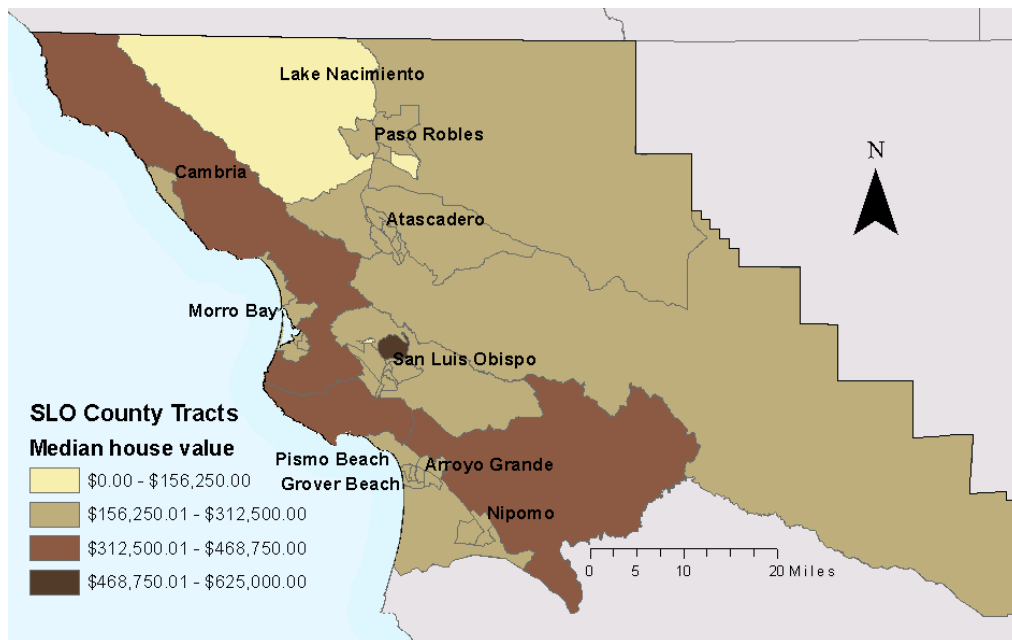 Lake Nacimiento
Paso Robles
N
Cambria
Atascadero
Morro Bay
San Luis Obispo
SLO County Tracts
Median house value
$0.00 - $156,250.00
$156,250.01 - $312,500.00
$312,500.01 - $468,750.00
$468,750.01 - $625,000.00
Pismo Beach
Arroyo Grande
Grover Beach
Nipomo
0 5 10 20 Miles